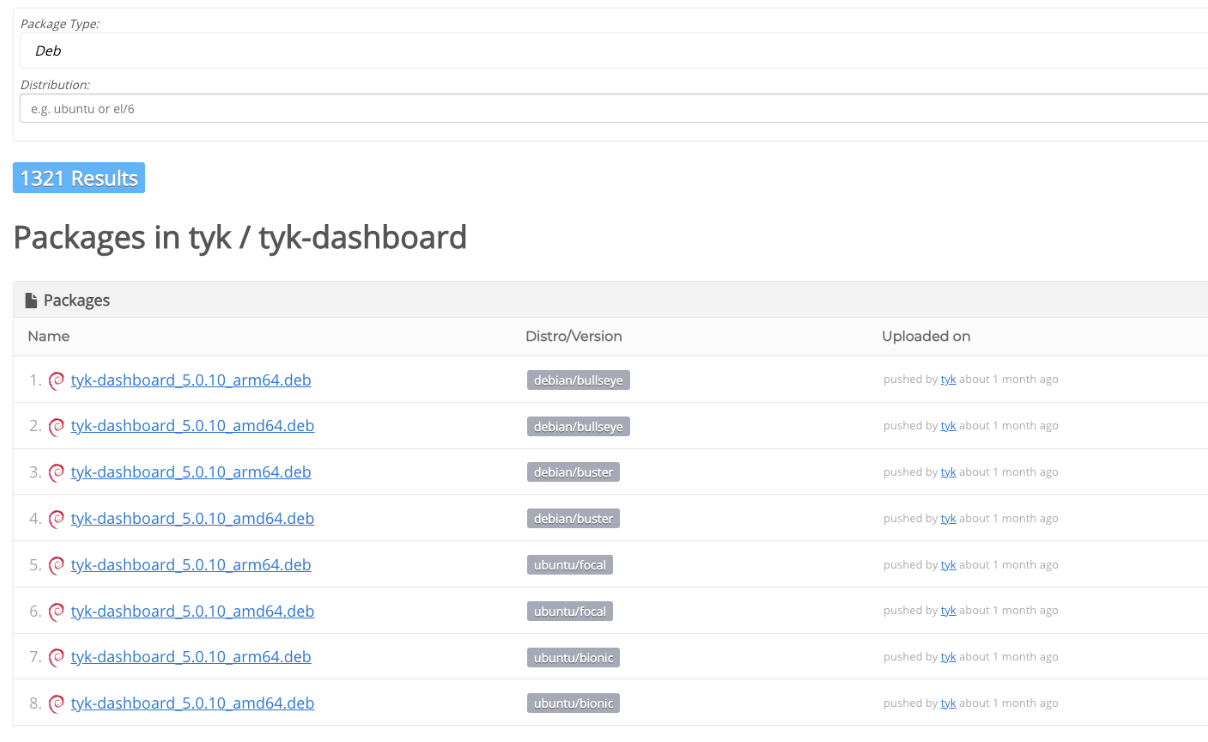 Package Type:
Deb
Distribution:
e.g. ubuntu or el/6
1321 Results
Packages in tyk / tyk-dashboard
Packages
Name Distro/Version Uploaded on
1. tyk-dashboard_5.0.10_arm64.deb debian/bullseye pushed by tyk about 1 month ago
2. tyk-dashboard_5.0.10_amd64.deb debian/bullseye pushed by tyk about 1 month ago
3. tyk-dashboard_5.0.10_arm64.deb debian/buster pushed by tyk about 1 month ago
4. tyk-dashboard_5.0.10_amd64.deb debian/buster pushed by tyk about 1 month ago
5. tyk-dashboard_5.0.10_arm64.deb ubuntu/focal pushed by tyk about 1 month ago
6. tyk-dashboard_5.0.10_amd64.deb ubuntu/focal pushed by tyk about 1 month ago
7. tyk-dashboard_5.0.10_arm64.deb ubuntu/bionic pushed by tyk about 1 month ago
8. tyk-dashboard_5.0.10_amd64.deb ubuntu/bionic pushed by tyk about 1 month ago